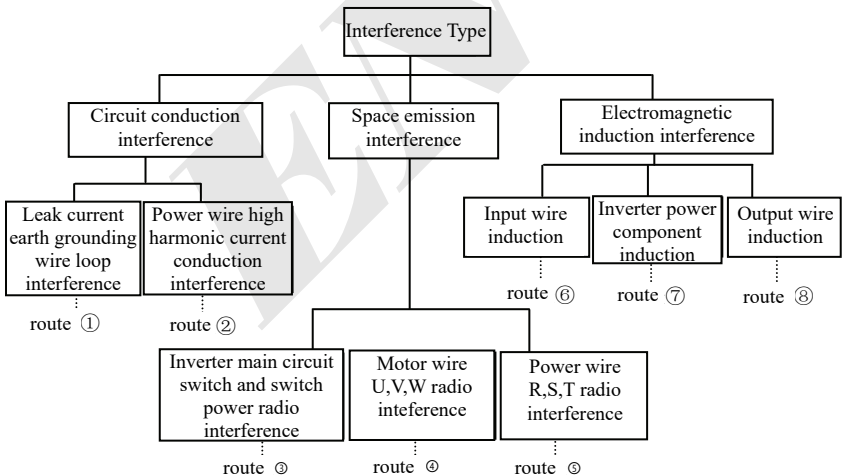 Interference Type
Circuit conduction
interference
Space emission
interference
Electromagnetic
induction interference
Leak current
earth grounding
wire loop
interference
Power wire high
harmonic current
conduction
interference
Input wire
induction
Inverter power
component
induction
Output wire
induction
route ①
route ②
route ⑥
route ⑦
route ⑧
Inverter main circuit
switch and switch
power radio
interference
Motor wire
U,V,W radio
inteference
Power wire
R,S,T radio
interference
route ③
route ④
route ⑤
EN